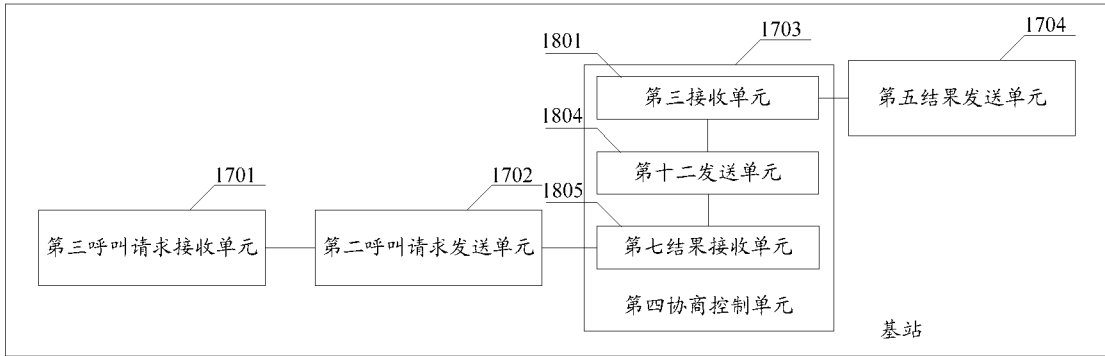 1801
1703
1704
第三接收单元
第五结果发送单元
1804
第十二发送单元
1701
1702
1805
第三呼叫请求接收单元
第二呼叫请求发送单元
第七结果接收单元
第四协商控制单元
基站